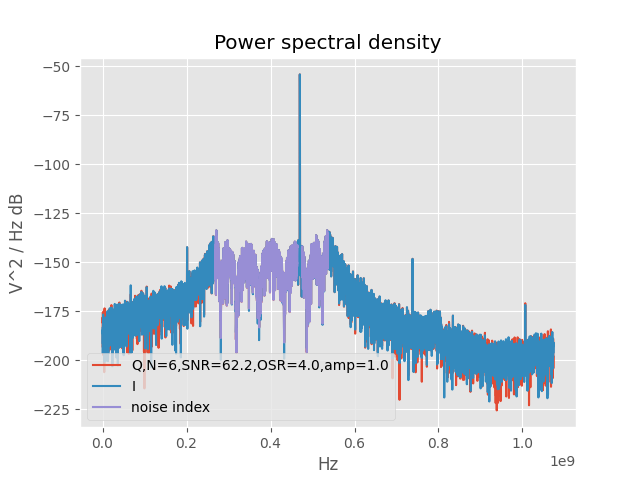 Power spectral density
V^2 / Hz dB
−50
−75
−100
−125
−150
−175
−200
−225
Q,N=6,SNR=62.2,OSR=4.0,amp=1.0
I
noise index
0.0 0.2 0.4 0.6 0.8 1.0
1e9
Hz